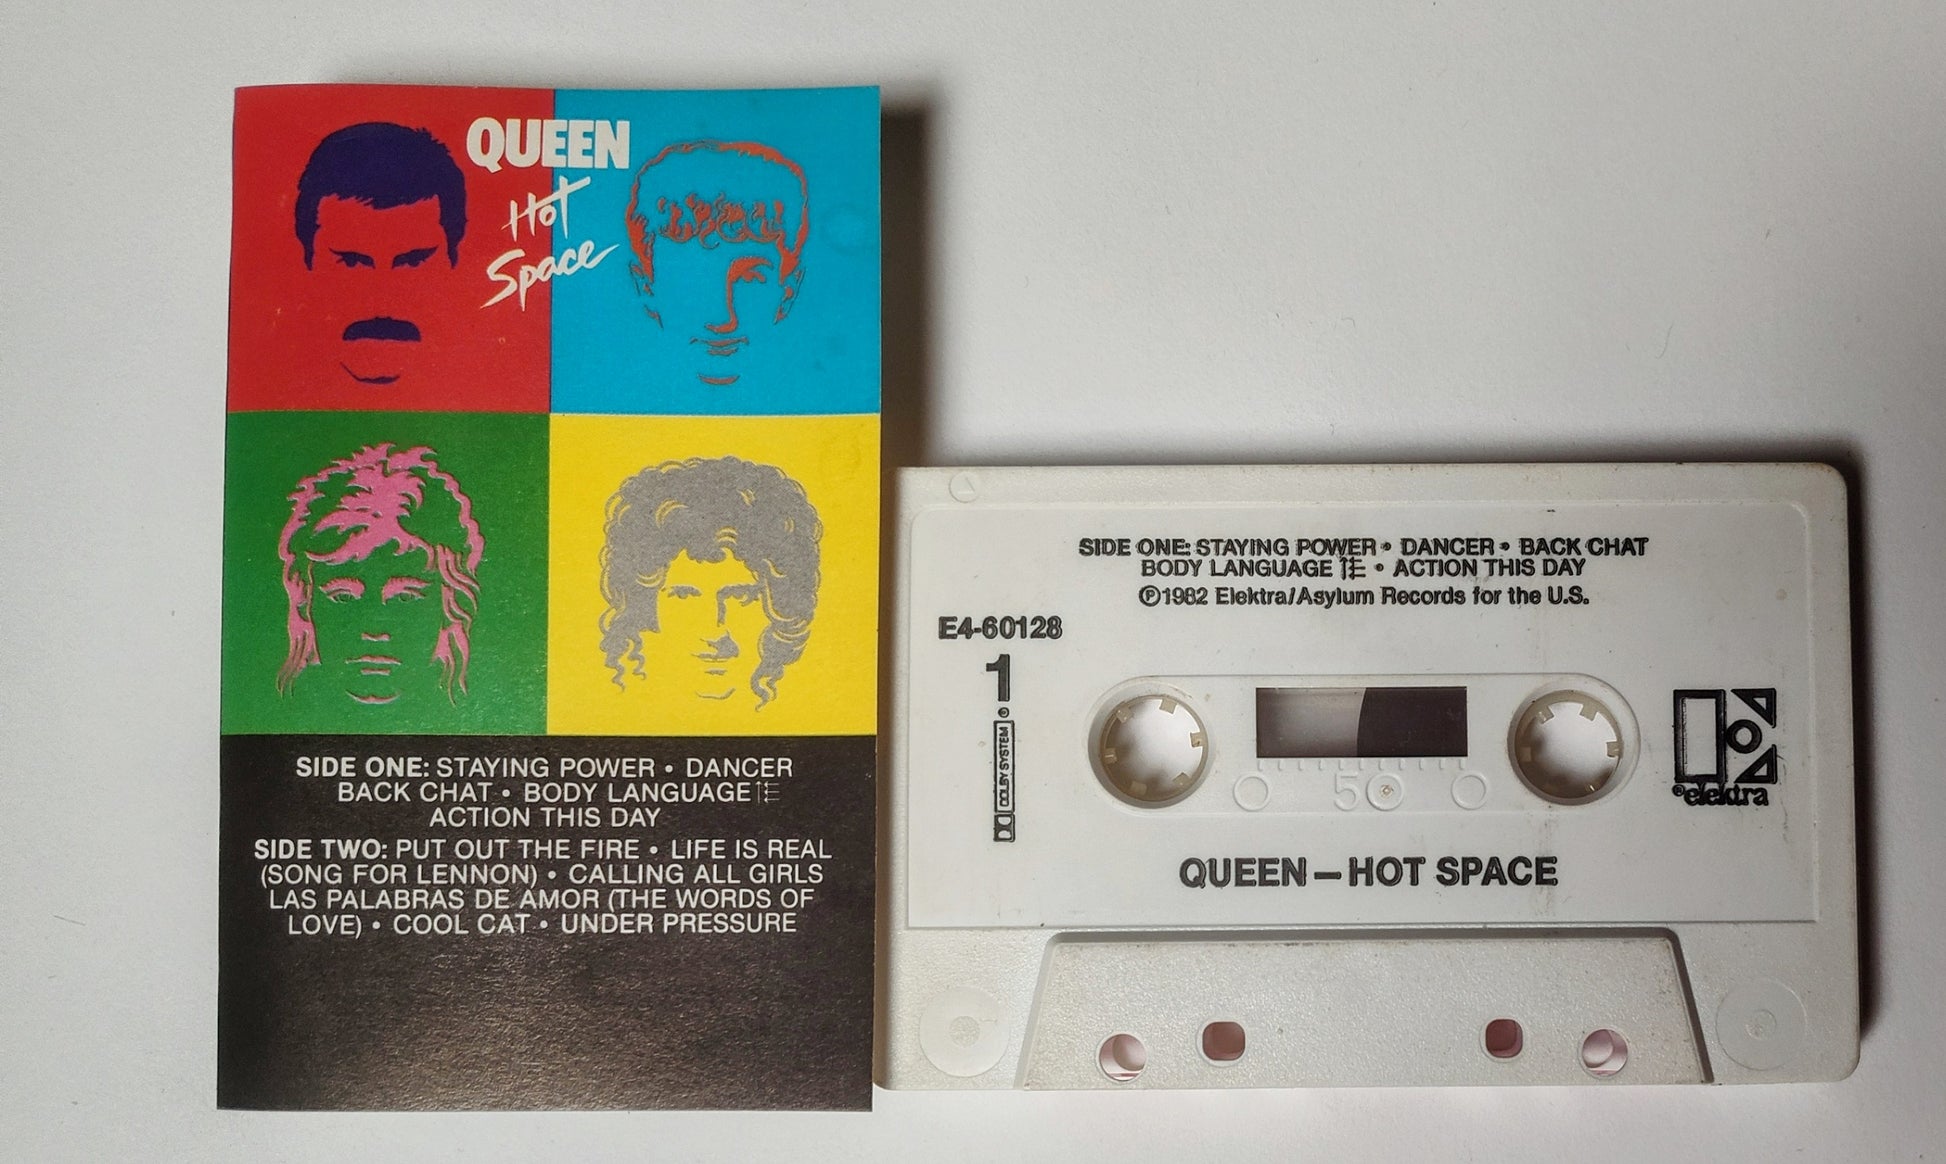 QUEEN
Hot
Space
SIDE ONE: STAYING POWER • DANCER
BACK CHAT • BODY LANGUAGE
ACTION THIS DAY
SIDE TWO: PUT OUT THE FIRE • LIFE IS REAL
(SONG FOR LENNON) • CALLING ALL GIRLS
LAS PALABRAS DE AMOR (THE WORDS OF
LOVE) • COOL CAT • UNDER PRESSURE
SIDE ONE: STAYING POWER • DANCER • BACK CHAT
BODY LANGUAGE • ACTION THIS DAY
Ⓟ1982 Elektra/Asylum Records for the U.S.
E4-60128
1
DOLBY SYSTEM®
50
®elektra
QUEEN — HOT SPACE